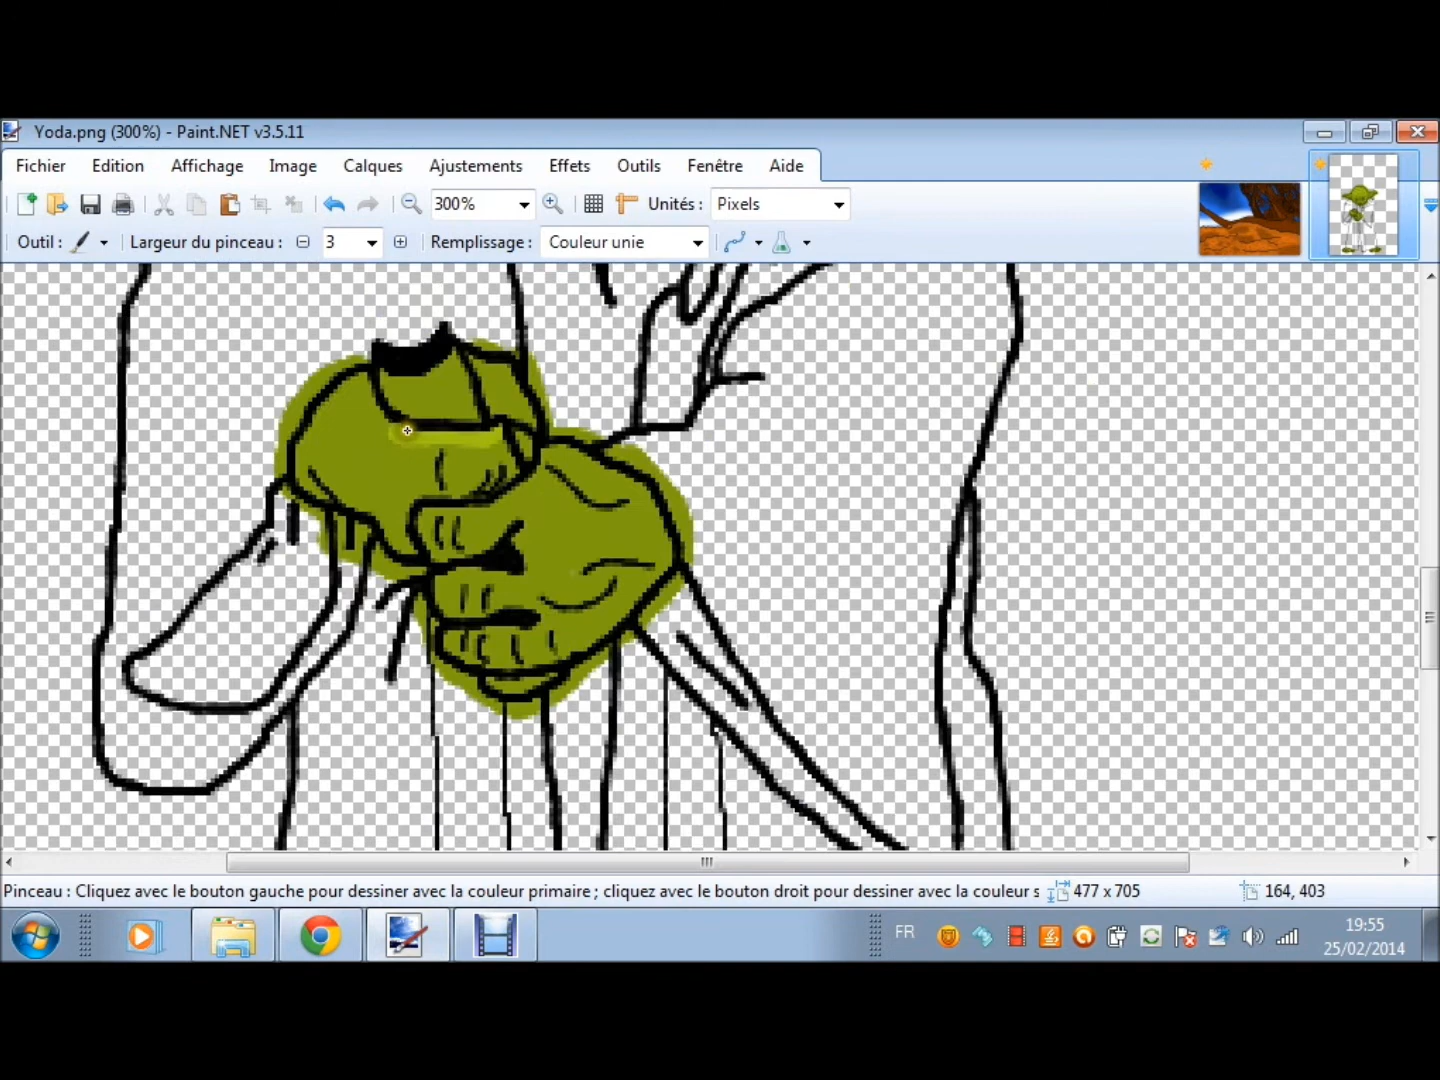 Yoda.png (300%) - Paint.NET v3.5.11
Fichier Edition Affichage Image Calques Ajustements Effets Outils Fenêtre Aide
300% Unités : Pixels
Outil : Largeur du pinceau : 3 Remplissage : Couleur unie
Pinceau : Cliquez avec le bouton gauche pour dessiner avec la couleur primaire ; cliquez avec le bouton droit pour dessiner avec la couleur s 477 x 705 164, 403
FR
19:55
25/02/2014